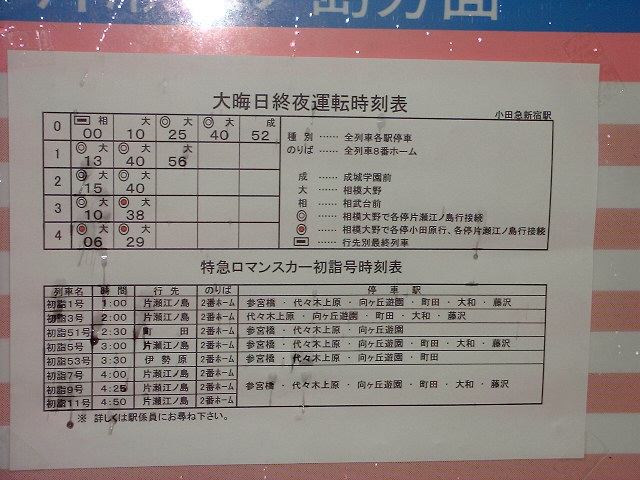 片瀬江ノ島方面
大晦日終夜運転時刻表
小田急新宿駅
0 相 00 大 10 ◎ 大 25 ◎ 大 40 成 52
1 ◎ 大 13 ◎ 大 40 大 56
2 ◎ 大 15 ◎ 大 40
3 ◎ 大 10 ◎ 大 38
4 ◎ 大 06 ◎ 大 29
種別 …… 全列車各駅停車
のりば …… 全列車8番ホーム
成 …… 成城学園前
大 …… 相模大野
相 …… 相武台前
◎ …… 相模大野で各停片瀬江ノ島行接続
◎ …… 相模大野で各停小田原行、各停片瀬江ノ島行接続
…… 行先別最終列車
特急ロマンスカー初詣号時刻表
列車名 時間 行先 のりば 停車駅
初詣1号 1:00 片瀬江ノ島 2番ホーム 参宮橋・代々木上原・向ヶ丘遊園・町田・大和・藤沢
初詣3号 2:00 片瀬江ノ島 2番ホーム 代々木上原・向ヶ丘遊園・町田・大和・藤沢
初詣51号 2:30 町田 2番ホーム 参宮橋・代々木上原・向ヶ丘遊園
初詣5号 3:00 片瀬江ノ島 2番ホーム 参宮橋・代々木上原・向ヶ丘遊園・町田・大和・藤沢
初詣53号 3:30 伊勢原 2番ホーム 参宮橋・代々木上原・向ヶ丘遊園・町田
初詣7号 4:00 片瀬江ノ島 2番ホーム
初詣9号 4:25 片瀬江ノ島 2番ホーム 参宮橋・代々木上原・向ヶ丘遊園・町田・大和・藤沢
初詣11号 4:50 片瀬江ノ島 2番ホーム
※ 詳しくは駅係員にお尋ね下さい。